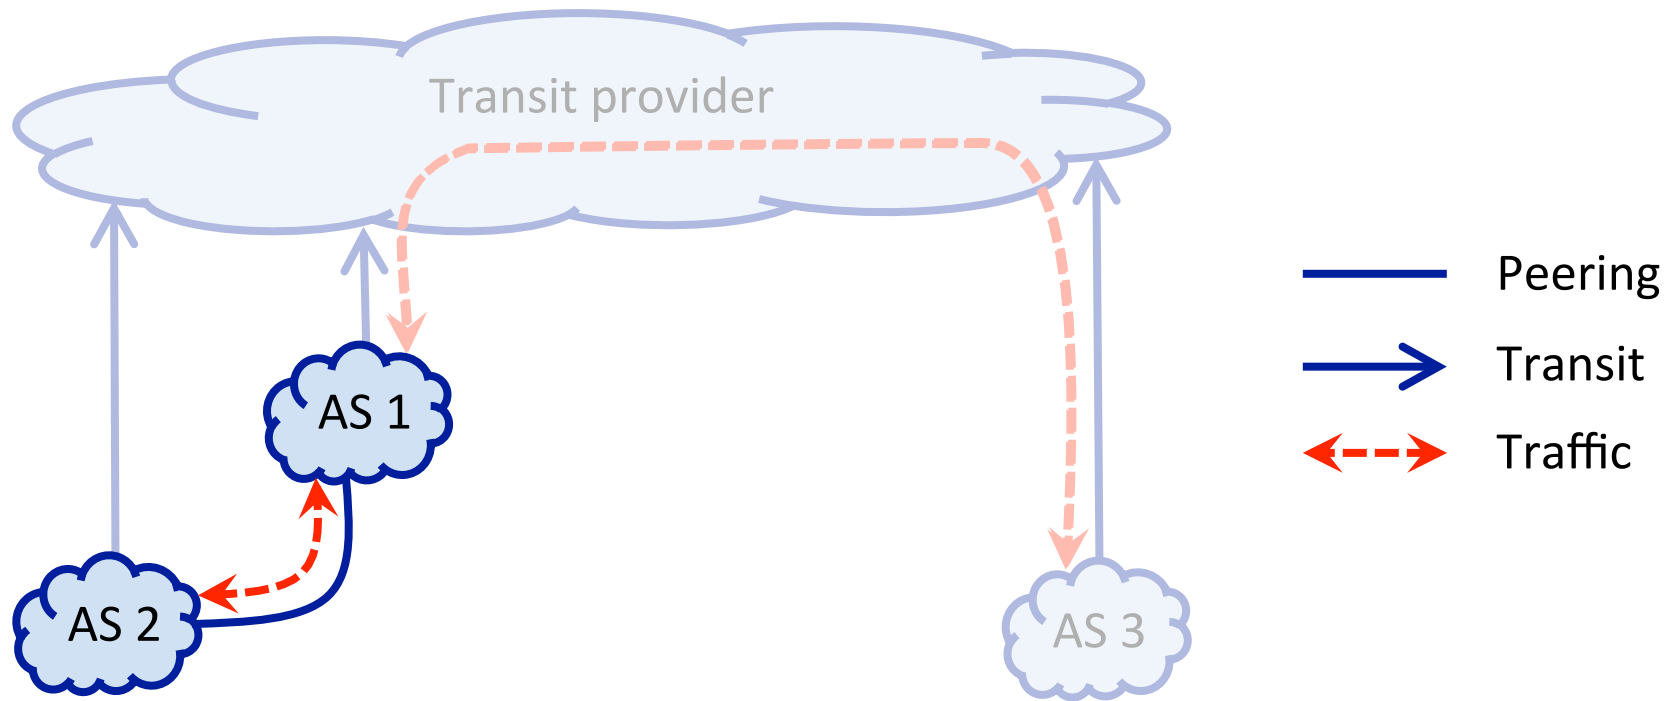 Transit provider
Peering
Transit
Traffic
AS 1
AS 2
AS 3